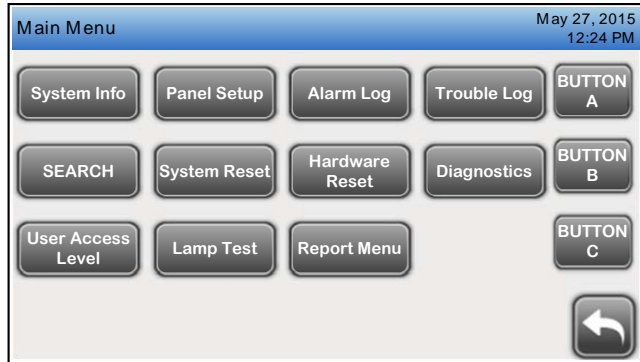 Main Menu
May 27, 2015
12:24 PM
System Info
Panel Setup
Alarm Log
Trouble Log
BUTTON
A
SEARCH
System Reset
Hardware
Reset
Diagnostics
BUTTON
B
User Access
Level
Lamp Test
Report Menu
BUTTON
C